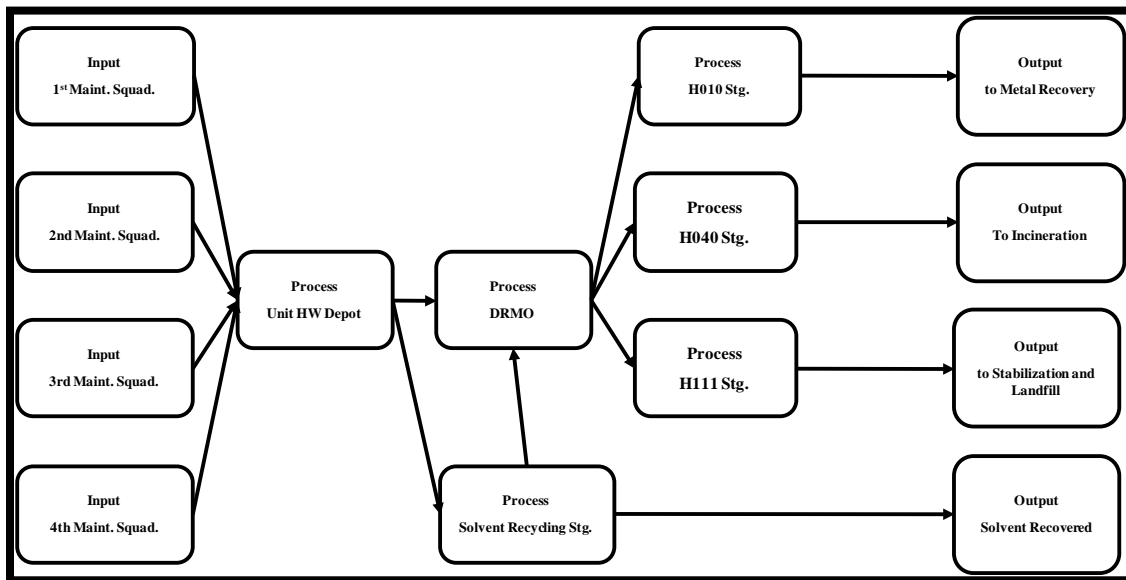 Input
1st Maint. Squad.
Input
2nd Maint. Squad.
Input
3rd Maint. Squad.
Input
4th Maint. Squad.
Process
Unit HW Depot
Process
DRMO
Process
Solvent Recycling Stg.
Process
H010 Stg.
Process
H040 Stg.
Process
H111 Stg.
Output
to Metal Recovery
Output
To Incineration
Output
to Stabilization and
Landfill
Output
Solvent Recovered